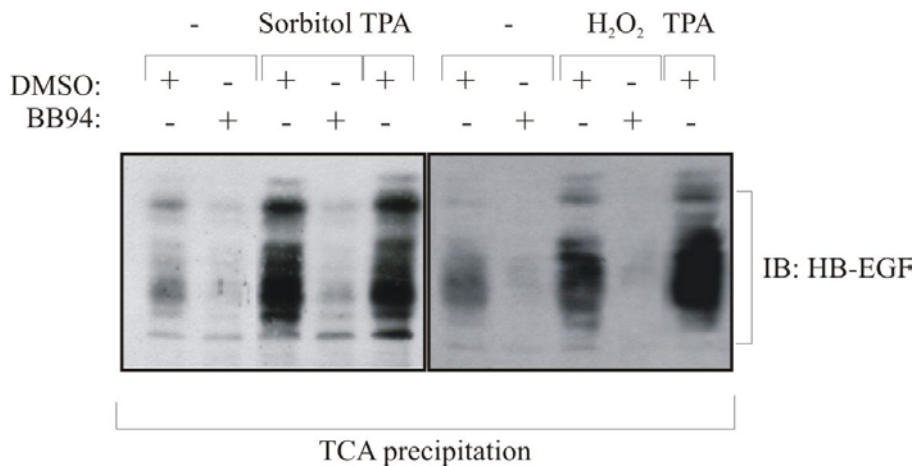 - Sorbitol TPA - H₂O₂ TPA
DMSO: + - + - + + - + - +
BB94: - + - + - - + - + -
IB: HB-EGF
TCA precipitation